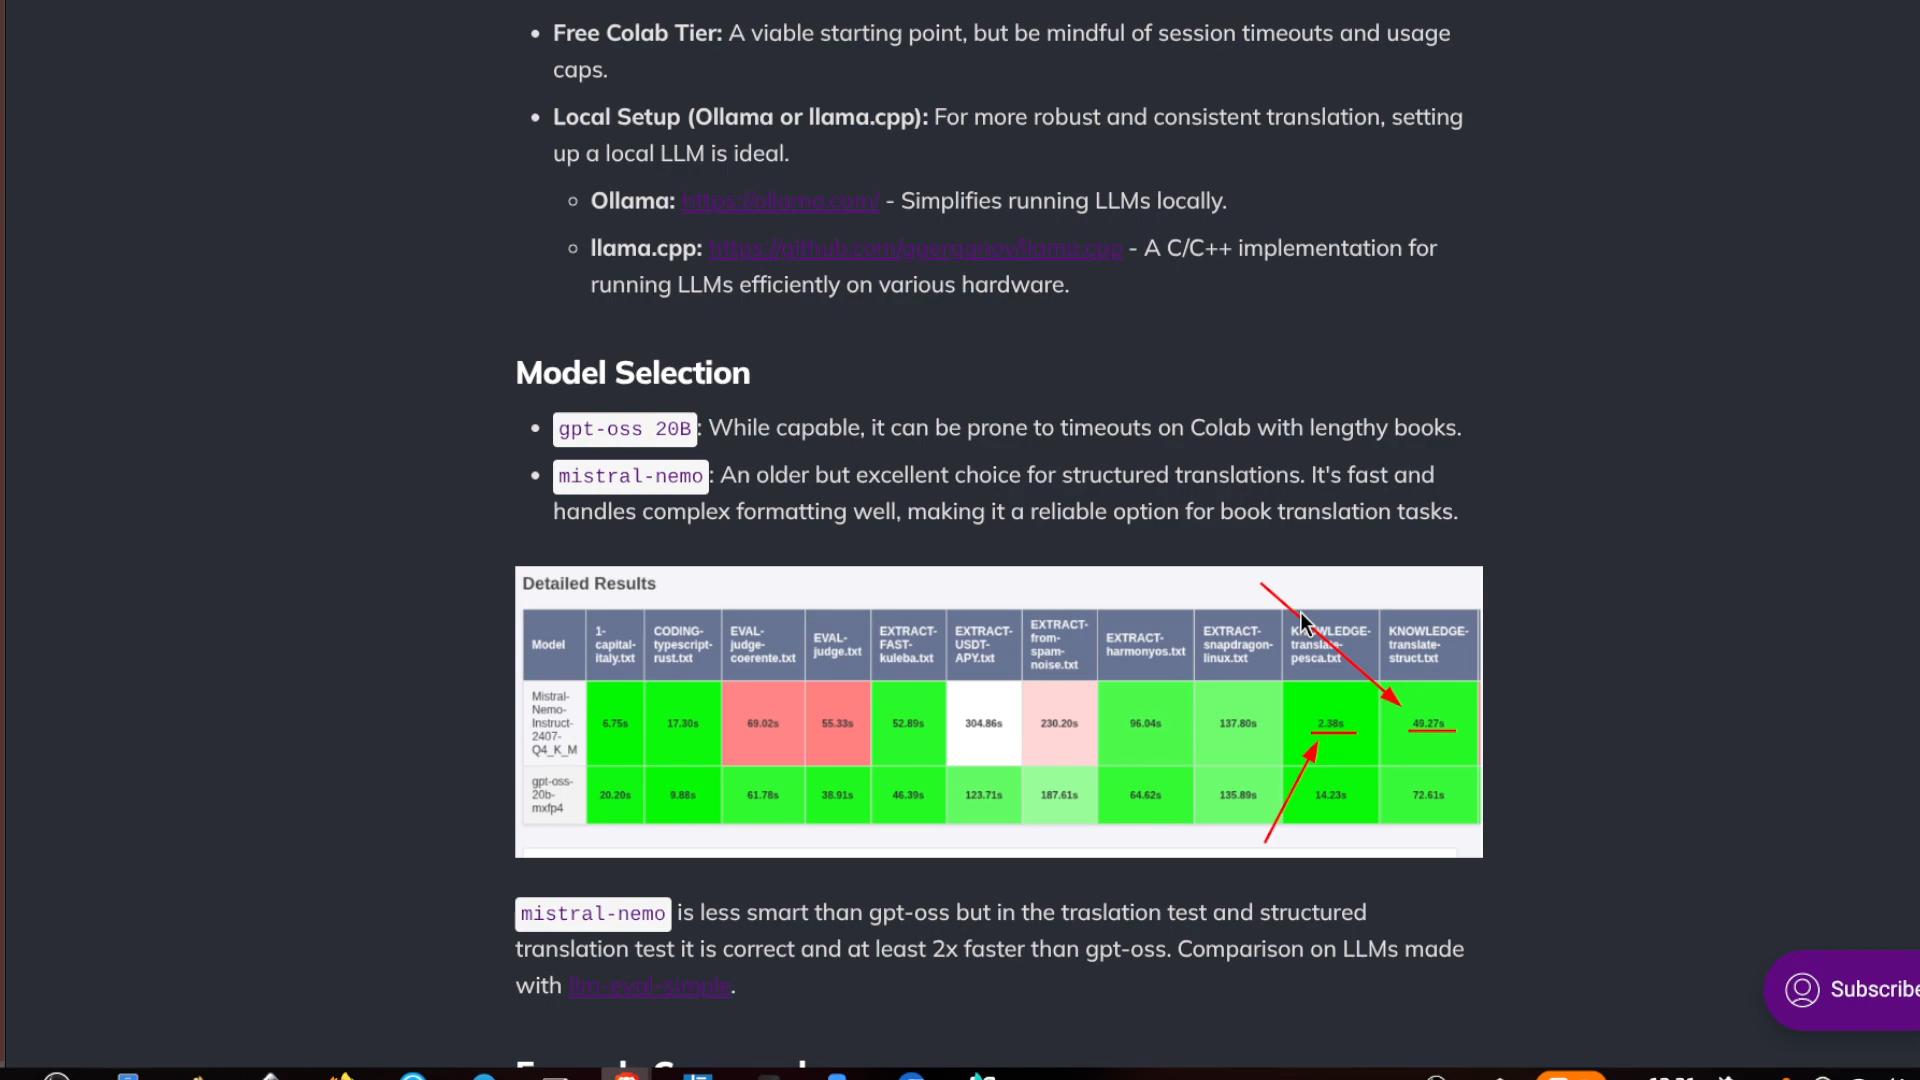 • Free Colab Tier: A viable starting point, but be mindful of session timeouts and usage
caps.
• Local Setup (Ollama or llama.cpp): For more robust and consistent translation, setting
up a local LLM is ideal.
◦ Ollama: https://ollama.com/ - Simplifies running LLMs locally.
◦ llama.cpp: https://github.com/ggerganov/llama.cpp - A C/C++ implementation for
running LLMs efficiently on various hardware.
Model Selection
• gpt-oss 20B: While capable, it can be prone to timeouts on Colab with lengthy books.
• mistral-nemo: An older but excellent choice for structured translations. It's fast and
handles complex formatting well, making it a reliable option for book translation tasks.
Detailed Results
Model
1-
capital-
italy.txt
CODING-
typescript-
rust.txt
EVAL-
judge-
coerente.txt
EVAL-
judge.txt
EXTRACT-
FAST-
kuleba.txt
EXTRACT-
USDT-
APY.txt
EXTRACT-
from-
spam-
noise.txt
EXTRACT-
harmonyos.txt
EXTRACT-
snapdragon-
linux.txt
KNOWLEDGE-
translate-
pesca.txt
KNOWLEDGE-
translate-
struct.txt
Mistral-
Nemo-
Instruct-
2407-
Q4_K_M
6.75s
17.30s
69.02s
55.33s
52.89s
304.86s
230.20s
96.04s
137.80s
2.38s
49.27s
gpt-oss-
20b-
mxfp4
20.20s
9.88s
61.78s
38.91s
46.39s
123.71s
187.61s
64.62s
135.89s
14.23s
72.61s
mistral-nemo is less smart than gpt-oss but in the traslation test and structured
translation test it is correct and at least 2x faster than gpt-oss. Comparison on LLMs made
with llm-eval-simple.
Subscribe